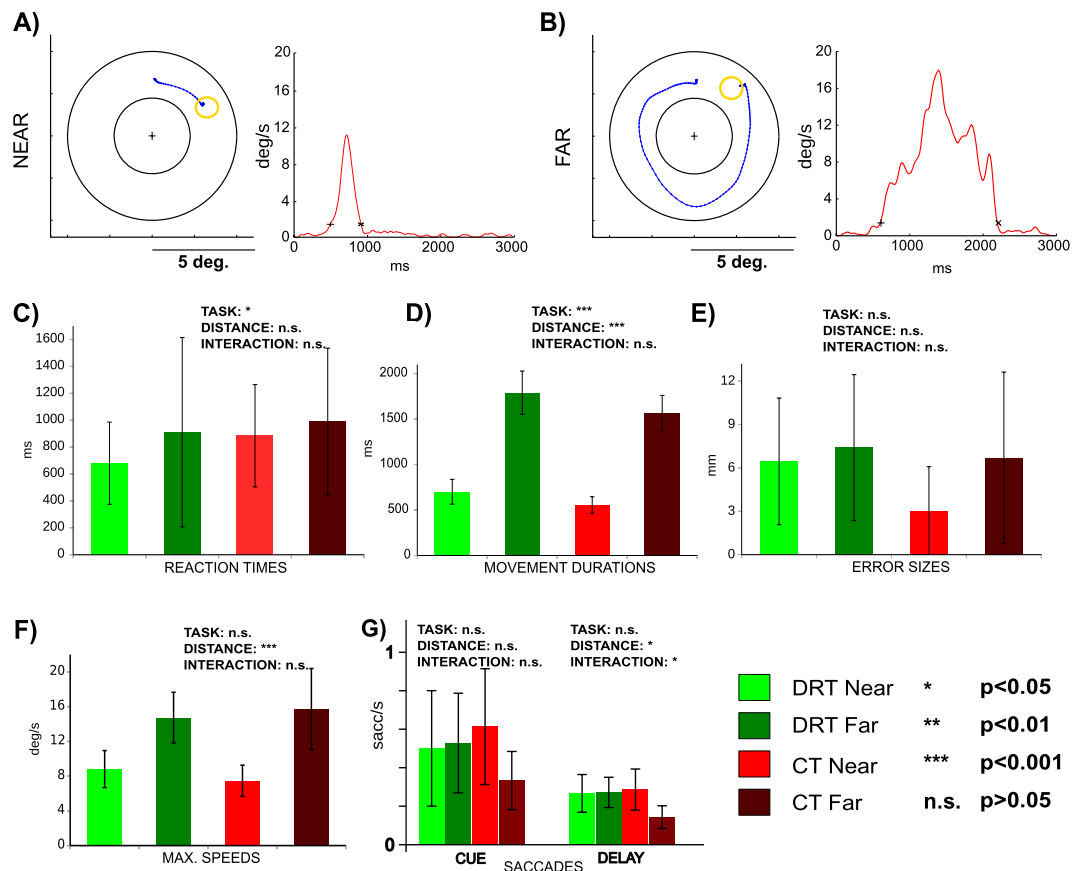 A)
NEAR
5 deg.
20
16
12
8
4
0
deg/s
0
1000
2000
3000
ms
B)
FAR
5 deg.
20
16
12
8
4
0
deg/s
0
1000
2000
3000
ms
C)
TASK: *
DISTANCE: n.s.
INTERACTION: n.s.
1600
1400
1200
1000
800
600
400
200
0
ms
REACTION TIMES
D)
TASK: ***
DISTANCE: ***
INTERACTION: n.s.
2000
1500
1000
500
0
ms
MOVEMENT DURATIONS
E)
TASK: n.s.
DISTANCE: n.s.
INTERACTION: n.s.
12
9
6
3
0
mm
ERROR SIZES
F)
TASK: n.s.
DISTANCE: ***
INTERACTION: n.s.
20
16
12
8
4
0
deg/s
MAX. SPEEDS
G)
TASK: n.s.
DISTANCE: n.s.
INTERACTION: n.s.
TASK: n.s.
DISTANCE: *
INTERACTION: *
1
0
sacc/s
CUE
DELAY
SACCADES
DRT Near * p<0.05
DRT Far ** p<0.01
CT Near *** p<0.001
CT Far n.s. p>0.05